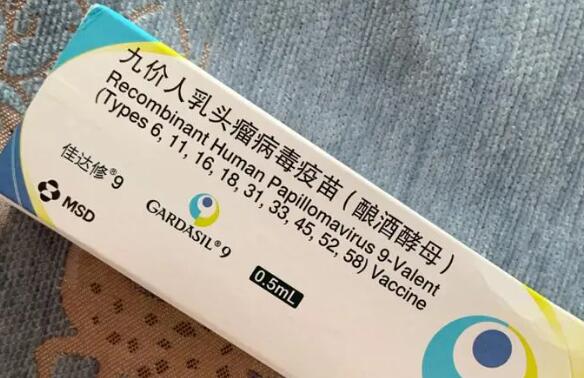 九价人乳头瘤病毒疫苗（酿酒酵母）
Recombinant Human Papillomavirus 9-Valent
(Types 6, 11, 16, 18, 31, 33, 45, 52, 58) Vaccine
佳达修®9
MSD
GARDASIL®9
0.5mL